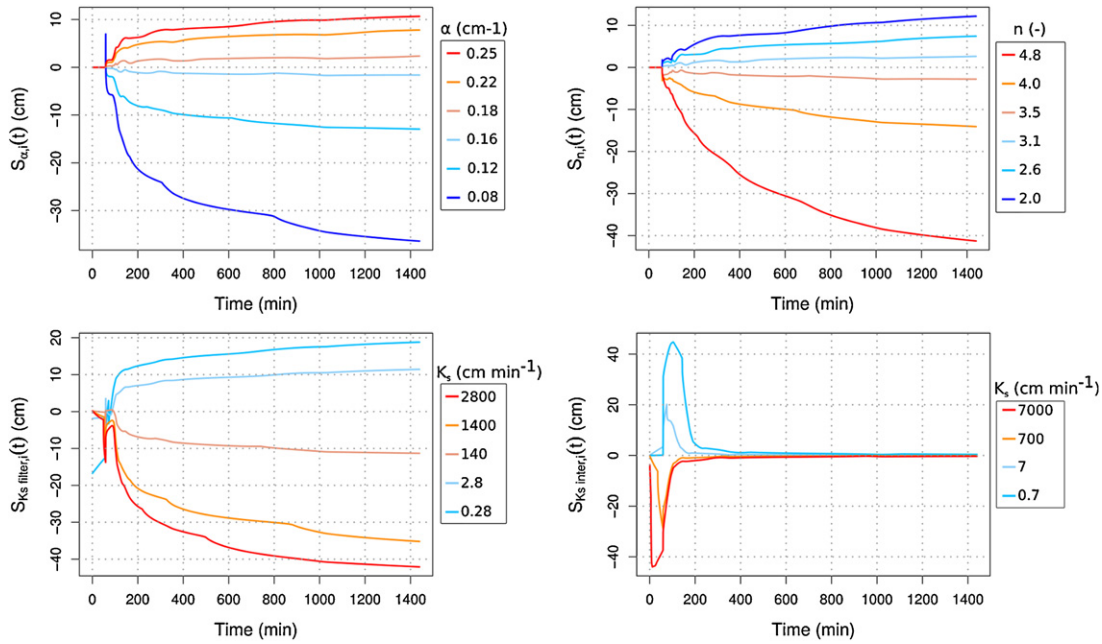 S_α,i(t) (cm)
10
0
−10
−20
−30
0 200 400 600 800 1000 1200 1400
Time (min)
α (cm-1)
0.25
0.22
0.18
0.16
0.12
0.08
S_n,i(t) (cm)
10
0
−10
−20
−30
−40
0 200 400 600 800 1000 1200 1400
Time (min)
n (-)
4.8
4.0
3.5
3.1
2.6
2.0
S_Ks filter,i(t) (cm)
20
10
0
−10
−20
−30
−40
0 200 400 600 800 1000 1200 1400
Time (min)
K_s (cm min⁻¹)
2800
1400
140
2.8
0.28
S_Ks inter,i(t) (cm)
40
20
0
−20
−40
0 200 400 600 800 1000 1200 1400
Time (min)
K_s (cm min⁻¹)
7000
700
7
0.7